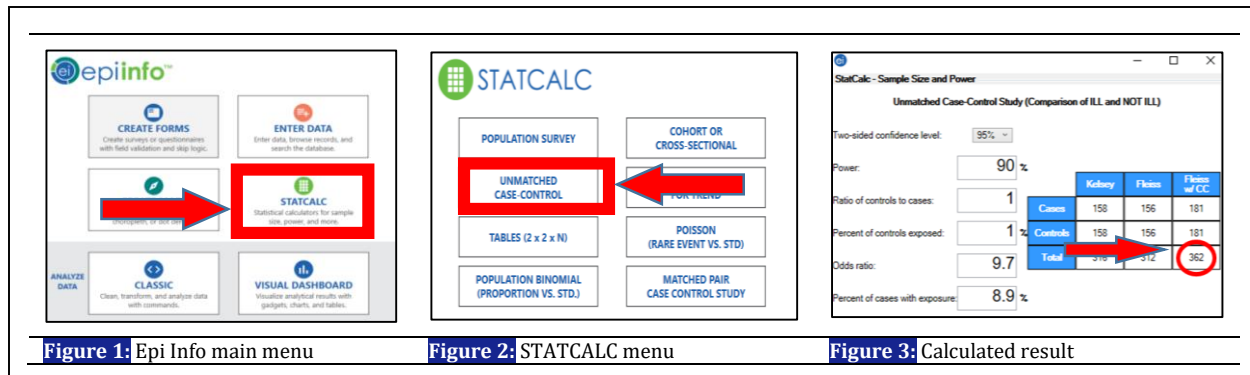 epiinfo™
CREATE FORMS
Create surveys or questionnaires
with field validation and skip logic.
ENTER DATA
Enter data, browse records, and
search the database.
STATCALC
Statistical calculators for sample
size, power, and more.
ANALYZE
DATA
CLASSIC
Clean, transform, and analyze data
with commands.
VISUAL DASHBOARD
Visualize analytical results with
gadgets, charts, and tables.
STATCALC
POPULATION SURVEY
COHORT OR
CROSS-SECTIONAL
UNMATCHED
CASE-CONTROL
FOR TREND
TABLES (2 x 2 x N)
POISSON
(RARE EVENT VS. STD)
POPULATION BINOMIAL
(PROPORTION VS. STD.)
MATCHED PAIR
CASE CONTROL STUDY
StatCalc - Sample Size and Power
Unmatched Case-Control Study (Comparison of ILL and NOT ILL)
Two-sided confidence level: 95%
Power: 90 %
Ratio of controls to cases: 1
Percent of controls exposed: 1 %
Odds ratio: 9.7
Percent of cases with exposure: 8.9 %
Kelsey Fleiss Fleiss w/ CC
Cases 158 156 181
Controls 158 156 181
Total 316 312 362
Figure 1: Epi Info main menu
Figure 2: STATCALC menu
Figure 3: Calculated result